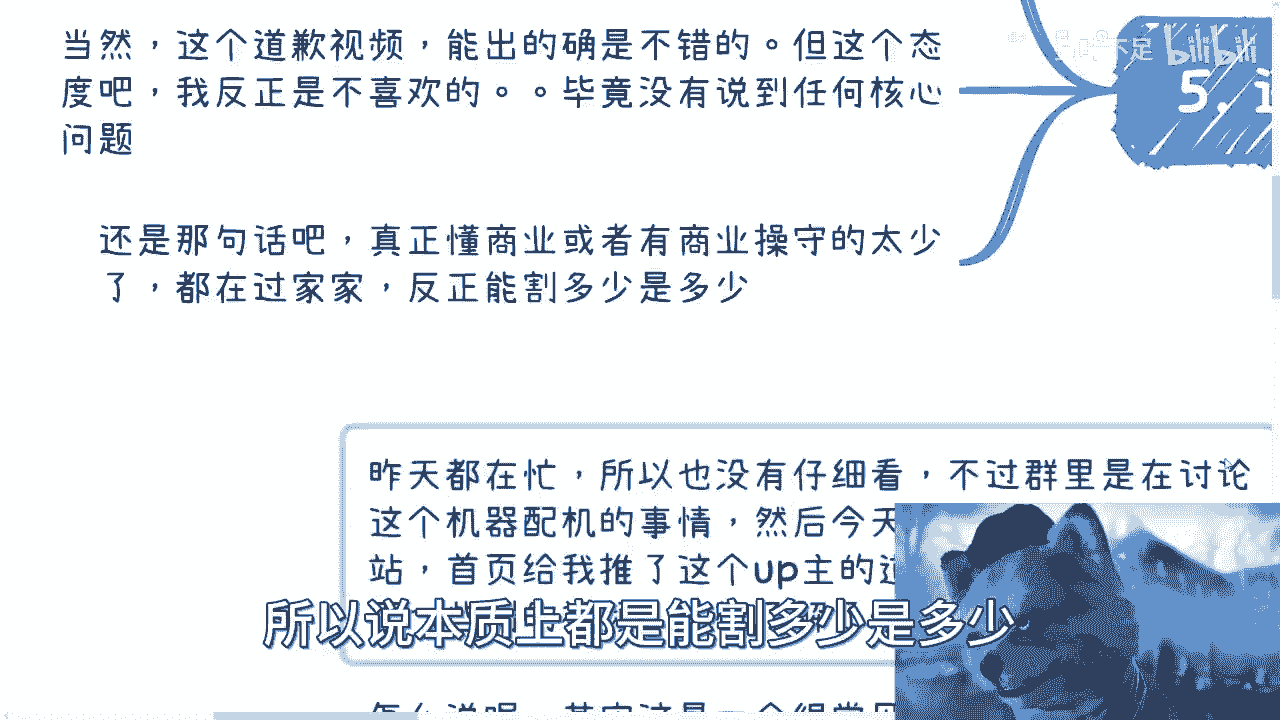 当然，这个道歉视频，能出的确是不错的。但这个态
度吧，我反正是不喜欢的。。毕竟没有说到任何核心
问题
还是那句话吧，真正懂商业或者有商业操守的太少
了，都在过家家，反正能割多少是多少
不足 bilibili
5.
昨天都在忙，所以也没有仔细看，不过群里是在讨论
这个机器配机的事情，然后今天
站，首页给我推了这个up主的
所以说本质上都是能割多少是多少